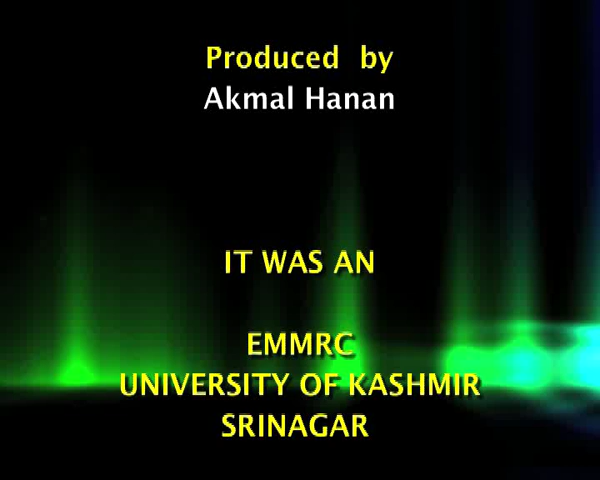 Produced by
Akmal Hanan
IT WAS AN
EMMRC
UNIVERSITY OF KASHMIR
SRINAGAR